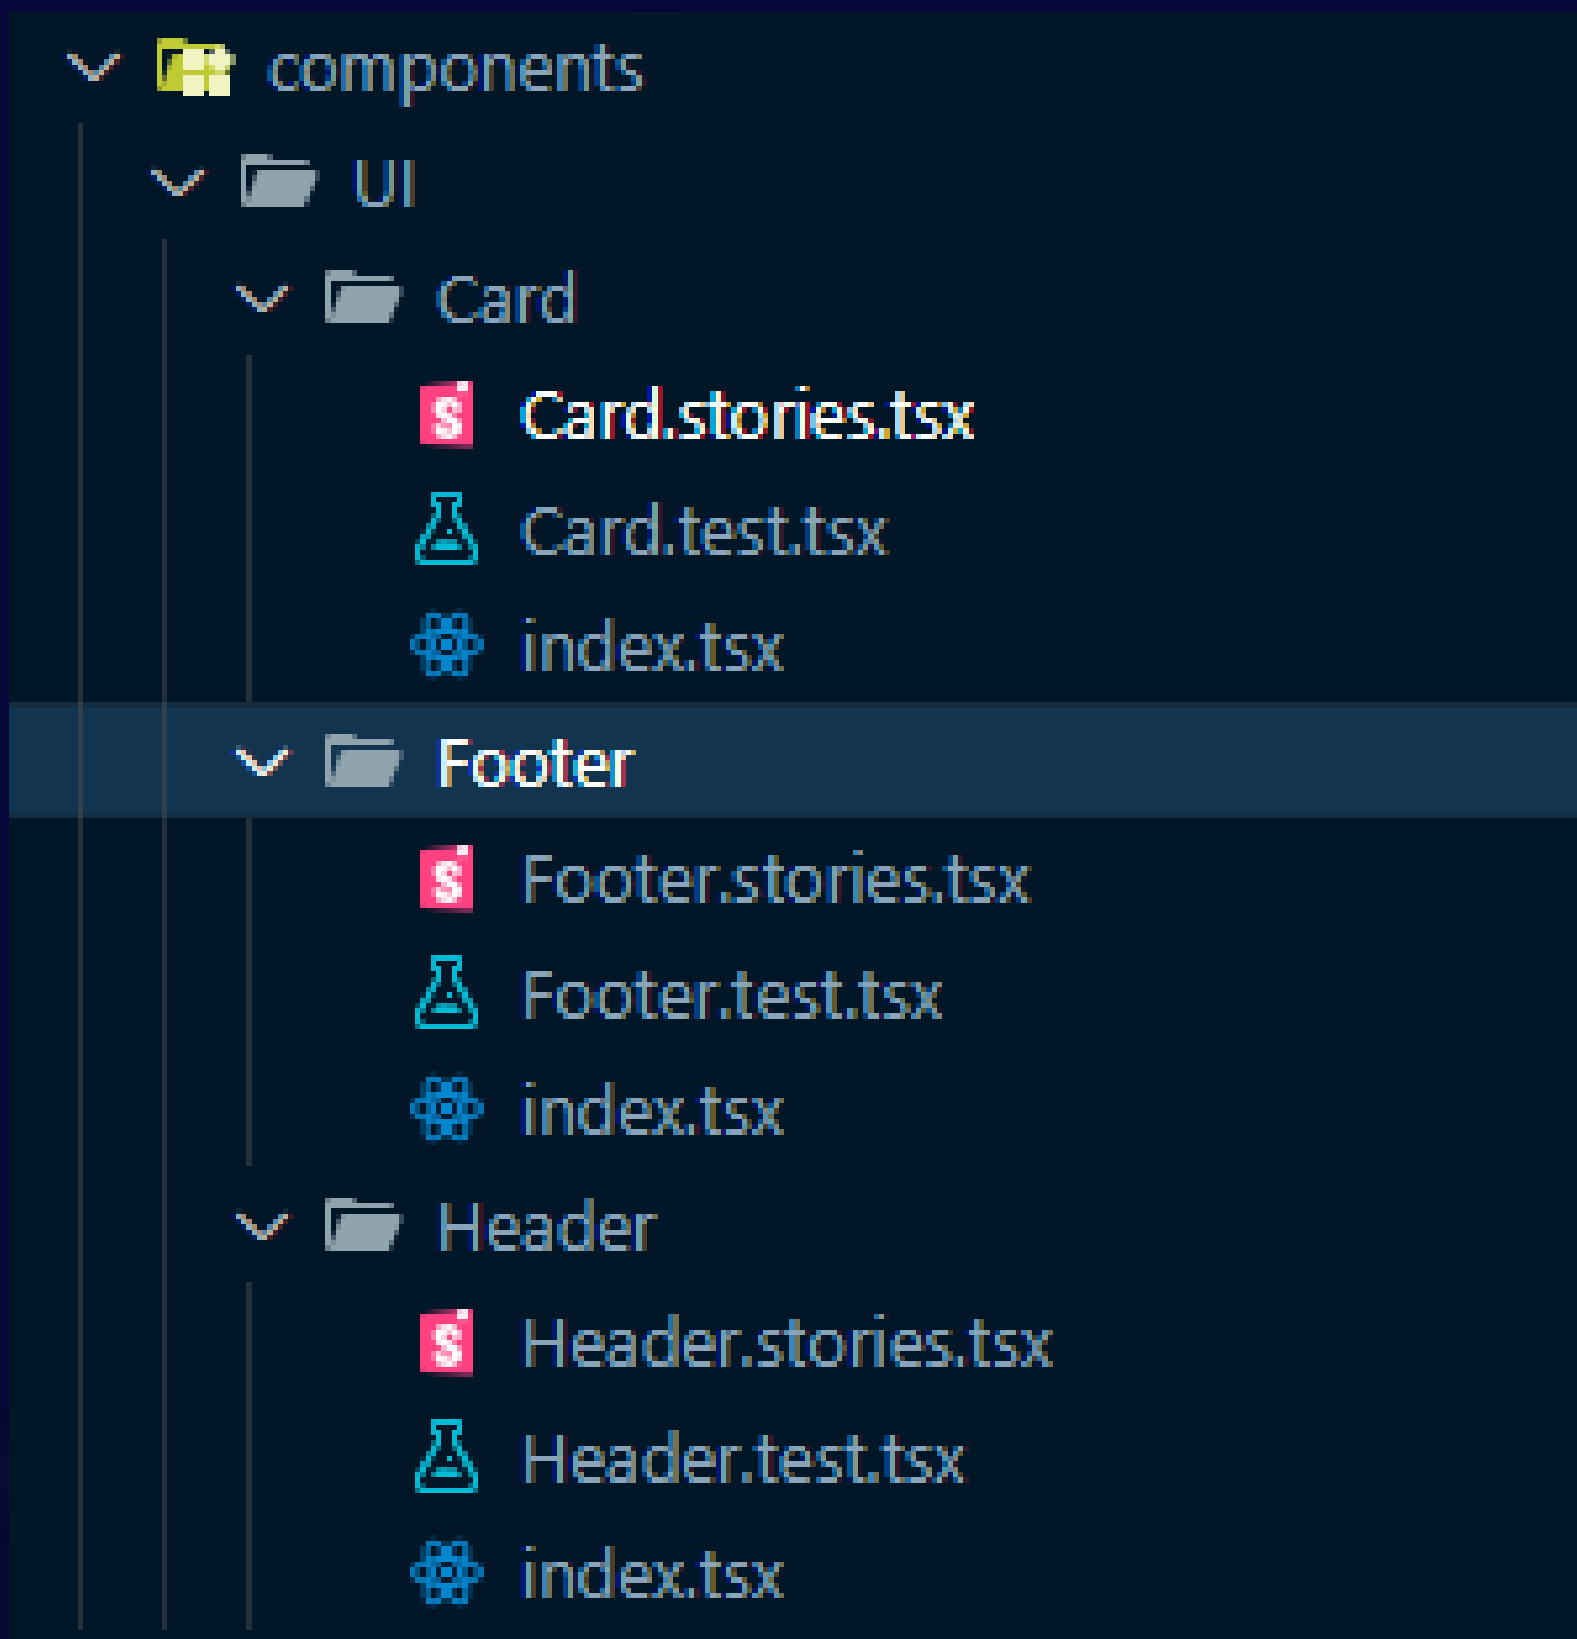 components
UI
Card
Card.stories.tsx
Card.test.tsx
index.tsx
Footer
Footer.stories.tsx
Footer.test.tsx
index.tsx
Header
Header.stories.tsx
Header.test.tsx
index.tsx